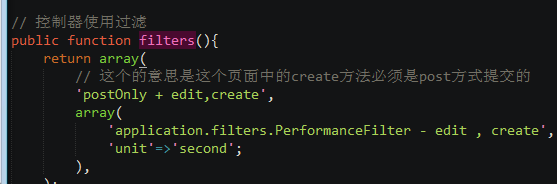 // 控制器使用过滤
public function filters(){
return array(
// 这个的意思是这个页面中的create方法必须是post方式提交的
'postOnly + edit,create',
array(
'application.filters.PerformanceFilter - edit , create',
'unit'=>'second';
),
);